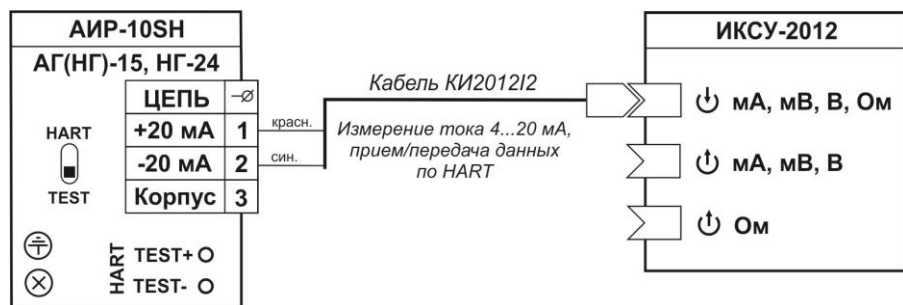 АИР-10SH
АГ(НГ)-15, НГ-24
ЦЕПЬ
+20 мА 1
-20 мА 2
Корпус 3
HART
TEST
HART
TEST+
TEST-
красн.
син.
Кабель КИ2012I2
Измерение тока 4...20 мА,
прием/передача данных
по HART
ИКСУ-2012
мА, мВ, В, Ом
мА, мВ, В
Ом